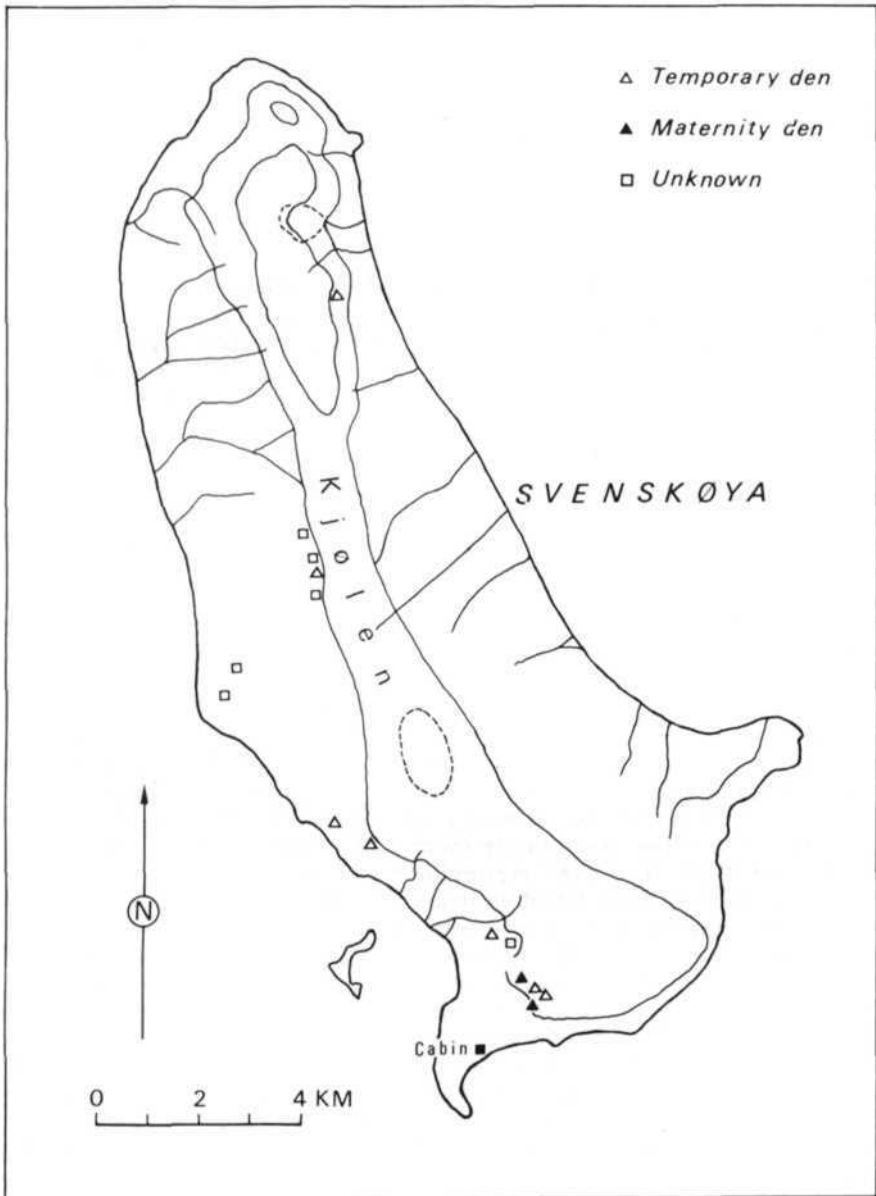 Temporary den
Maternity den
Unknown
SVENSKØYA
Kjølen
N
Cabin
0 2 4 KM